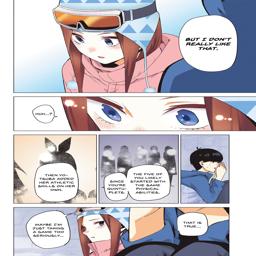 BUT I DON'T
REALLY LIKE
THAT.
HUH...?
THEN YO-
TSUBA ADDED
HER ATHLETIC
SKILLS ON HER
OWN.
SINCE YOU'RE
QUINTU-
PLETS,
THE FIVE OF
YOU LIKELY
STARTED WITH
THE SAME
PHYSICAL
ABILITIES.
MAYBE I'M
JUST TAKING
A GAME TOO
SERIOUSLY...
THAT IS
TRUE...